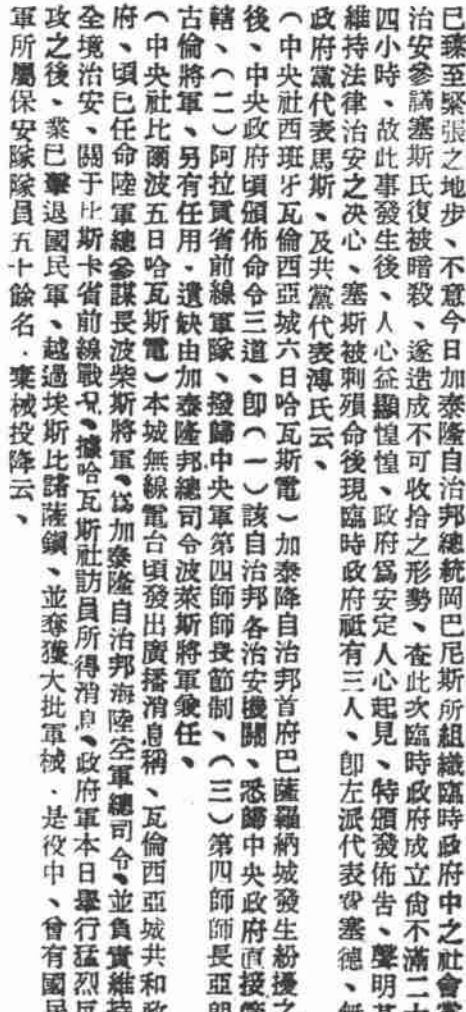 已臻至緊張之地步、不意今日加泰隆自治邦總統岡巴尼斯所組織臨時政府中之社會黨
治安參議塞斯氏復被暗殺、遂造成不可收拾之形勢、查此次臨時政府成立尙不滿二十
四小時、故此事發生後、人心益顯惶惶、政府爲安定人心起見、特頒發佈告、聲明其
維持法律治安之决心、塞斯被刺殞命後現臨時政府祗有三人、卽左派代表費塞德、無
政府黨代表馬斯、及共黨代表溥氏云、
（中央社西班牙瓦倫西亞城六日哈瓦斯電）加泰隆自治邦首府巴薩羅納城發生紛擾之
後、中央政府頃頒佈命令三道、卽（一）該自治邦各治安機關、悉歸中央政府直接管
轄、（二）阿拉貢省前線軍隊、撥歸中央軍第四師師長節制、（三）第四師師長亞朗
古倫將軍、另有任用．遺缺由加泰隆邦總司令波萊斯將軍兼任、
（中央社比爾波五日哈瓦斯電）本城無線電台頃發出廣播消息稱、瓦倫西亞城共和政
府、頃已任命陸軍總參謀長波柴斯將軍、爲加泰隆自治邦海陸空軍總司令、並負責維持
全境治安、關于比斯卡省前線戰况、據哈瓦斯社訪員所得消息、政府軍本日舉行猛烈反
攻之後、業已擊退國民軍、越過埃斯比諾薩鎭、並奪獲大批軍械．是役中、曾有國民
軍所屬保安隊隊員五十餘名．棄械投降云、